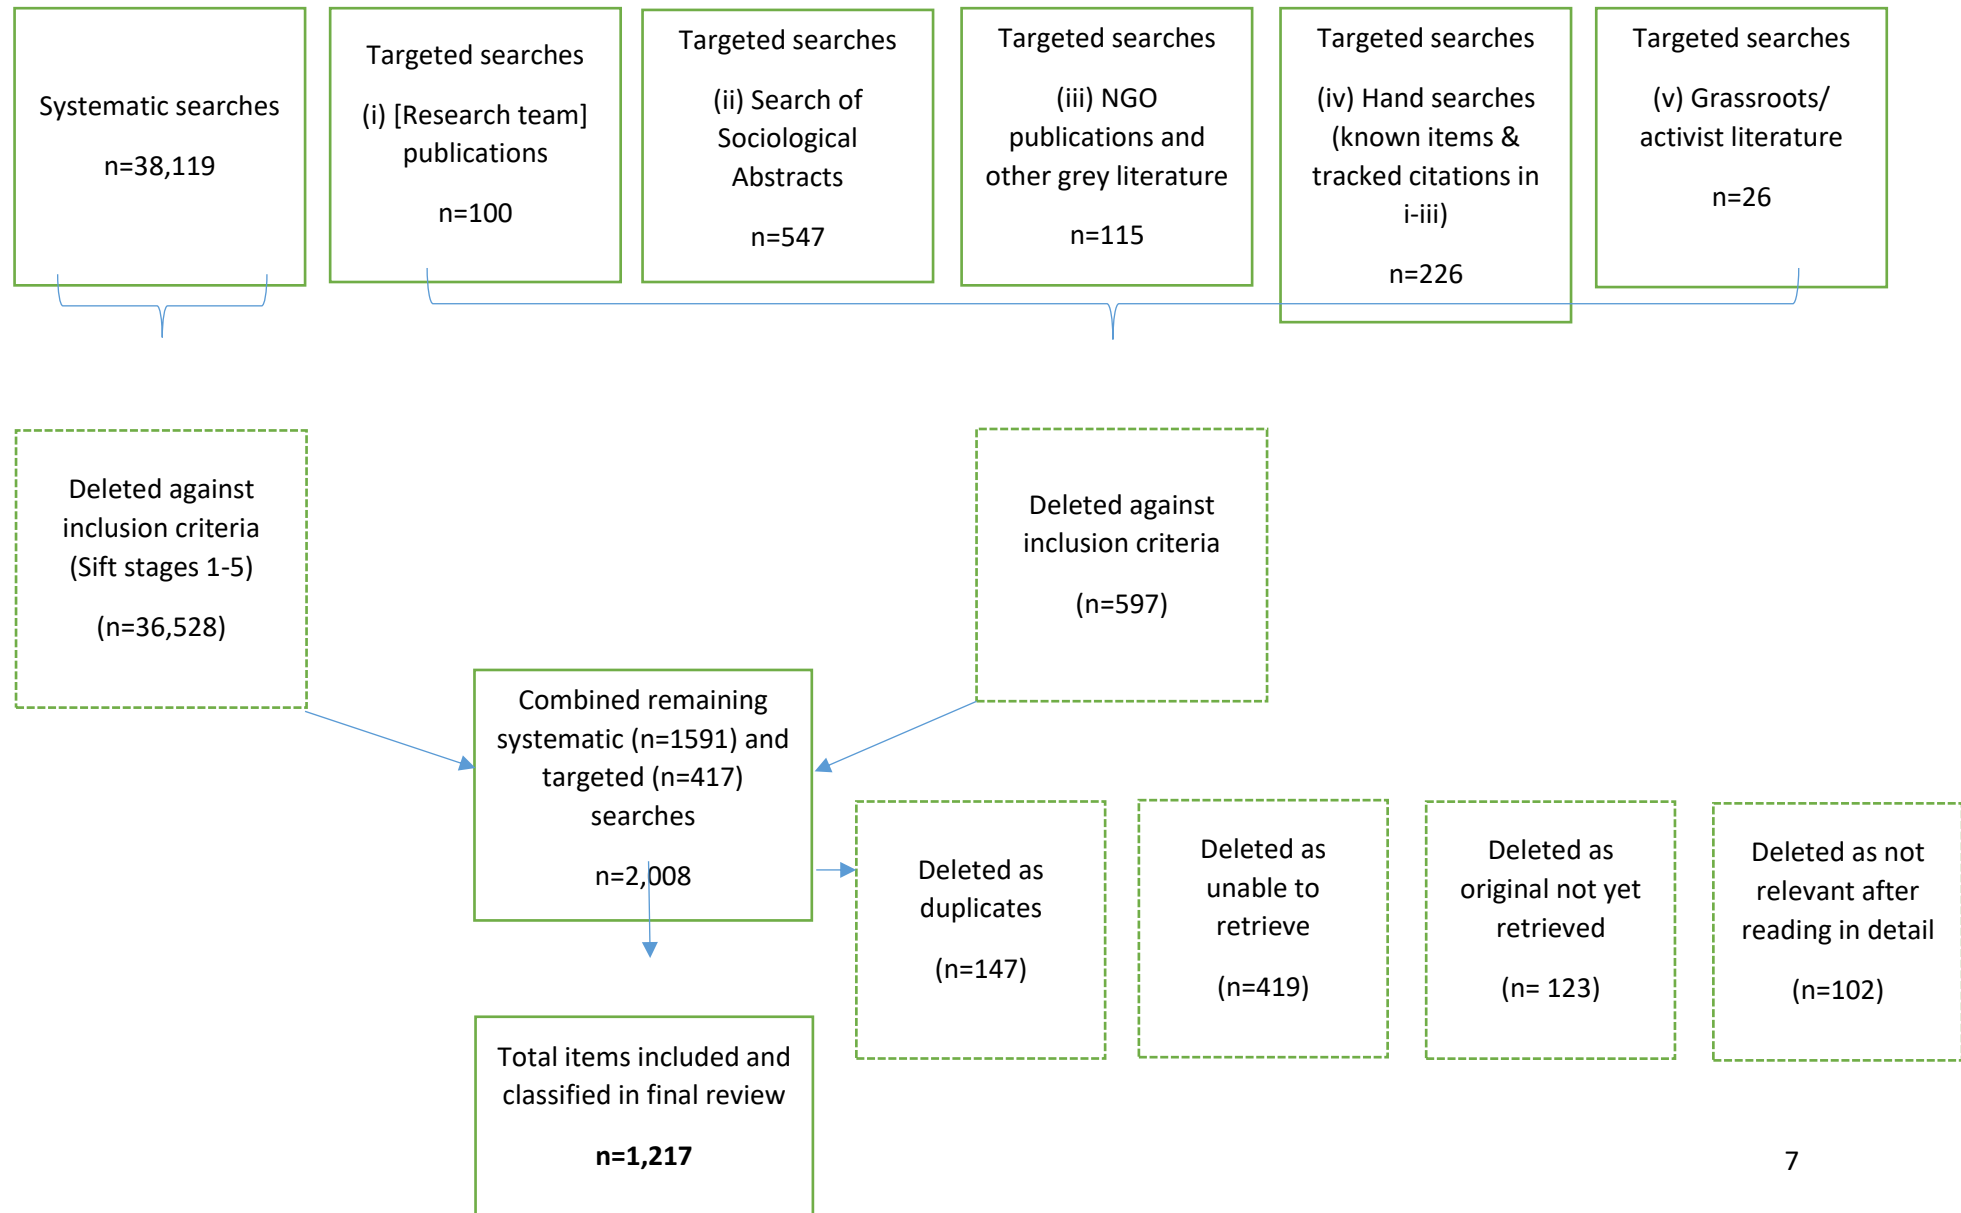 Systematic searches
n=38,119
Targeted searches
(i) [Research team]
publications
n=100
Targeted searches
(ii) Search of
Sociological
Abstracts
n=547
Targeted searches
(iii) NGO
publications and
other grey literature
n=115
Targeted searches
(iv) Hand searches
(known items &
tracked citations in
i-iii)
n=226
Targeted searches
(v) Grassroots/
activist literature
n=26
Deleted against
inclusion criteria
(Sift stages 1-5)
(n=36,528)
Deleted against
inclusion criteria
(n=597)
Combined remaining
systematic (n=1591) and
targeted (n=417)
searches
n=2,008
Deleted as
duplicates
(n=147)
Deleted as
unable to
retrieve
(n=419)
Deleted as
original not yet
retrieved
(n= 123)
Deleted as not
relevant after
reading in detail
(n=102)
Total items included and
classified in final review
n=1,217
7